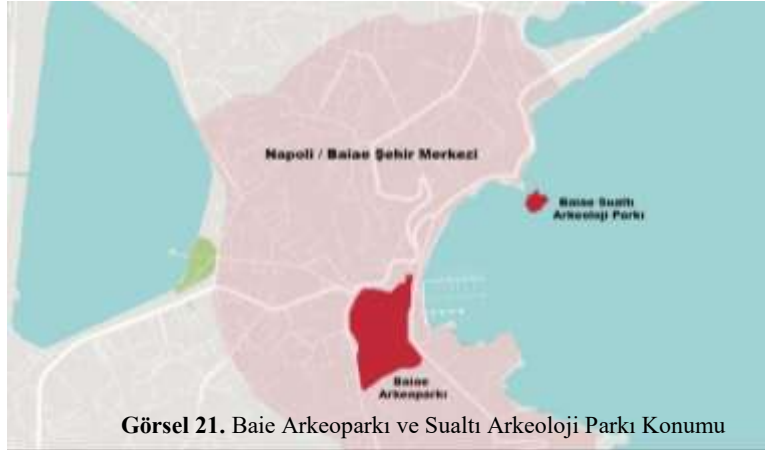 Napoli / Baiae Şehir Merkezi
Baiae Sualtı
Arkeoloji Parkı
Baiae
Arkeoparkı
Görsel 21. Baie Arkeoparkı ve Sualtı Arkeoloji Parkı Konumu